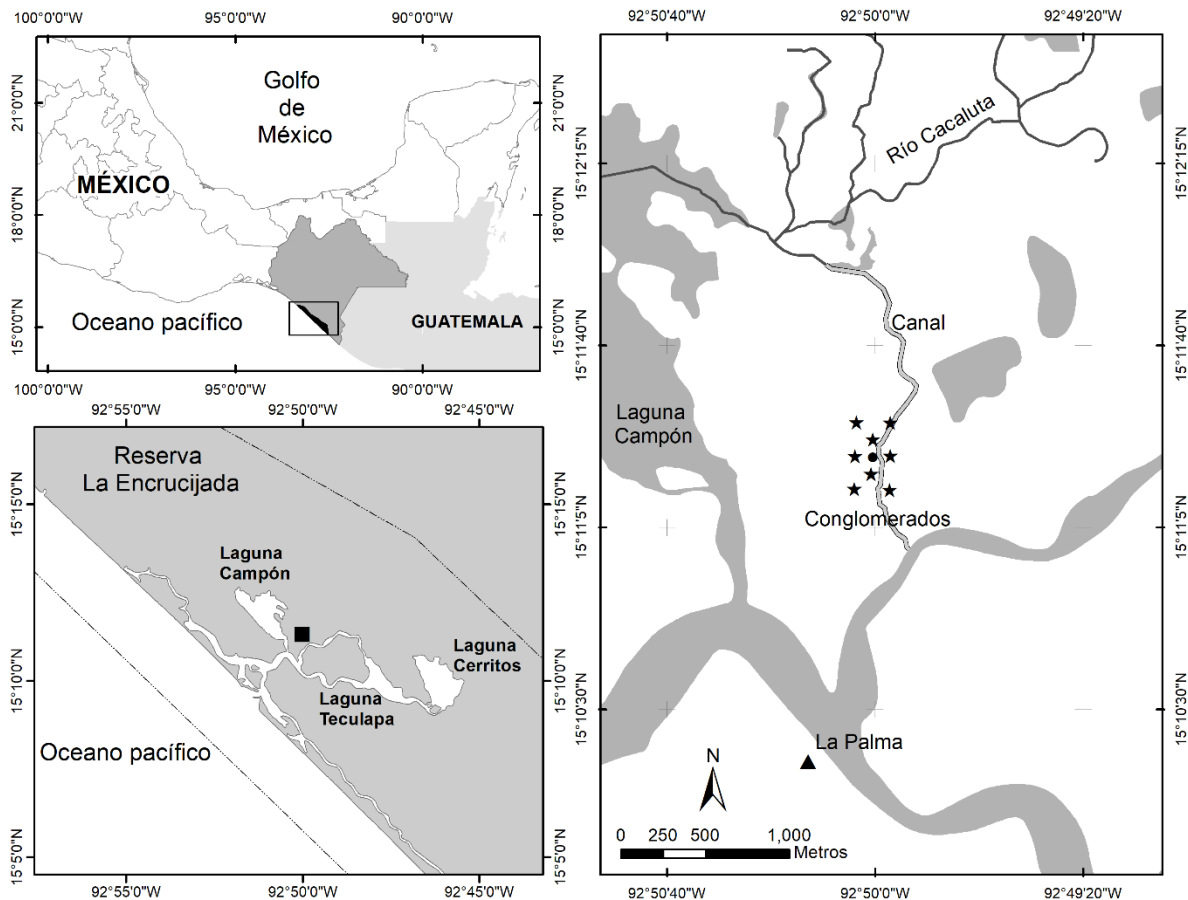 100°0'0"W
95°0'0"W
90°0'0"W
21°0'0"N
18°0'0"N
15°0'0"N
Golfo
de
México
MÉXICO
Oceano pacífico
GUATEMALA
21°0'0"N
18°0'0"N
15°0'0"N
100°0'0"W
95°0'0"W
90°0'0"W
92°55'0"W
92°50'0"W
92°45'0"W
15°15'0"N
15°10'0"N
15°5'0"N
Reserva
La Encrucijada
Laguna
Campón
Laguna
Cerritos
Laguna
Teculapa
Oceano pacífico
15°15'0"N
15°10'0"N
15°5'0"N
92°55'0"W
92°50'0"W
92°45'0"W
92°50'40"W
92°50'0"W
92°49'20"W
15°12'15"N
15°11'40"N
15°11'5"N
15°10'30"N
Río Cacaluta
Canal
Laguna
Campón
Conglomerados
La Palma
N
0
250
500
1,000
Metros
15°12'15"N
15°11'40"N
15°11'5"N
15°10'30"N
92°50'40"W
92°50'0"W
92°49'20"W